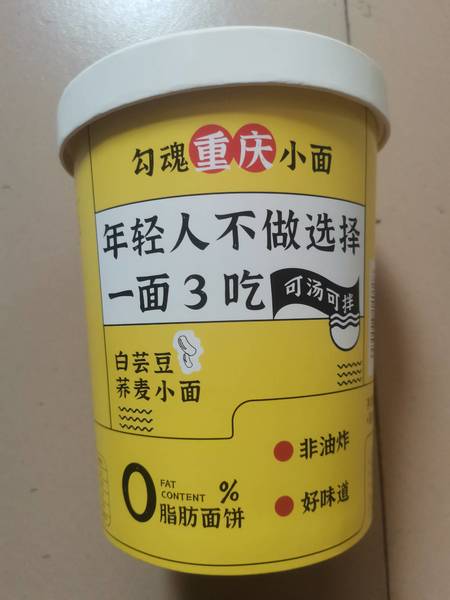 勾魂重庆小面
年轻人不做选择
一面3吃
可汤可拌
白芸豆
荞麦小面
非油炸
好味道
0%
FAT
CONTENT
脂肪面饼